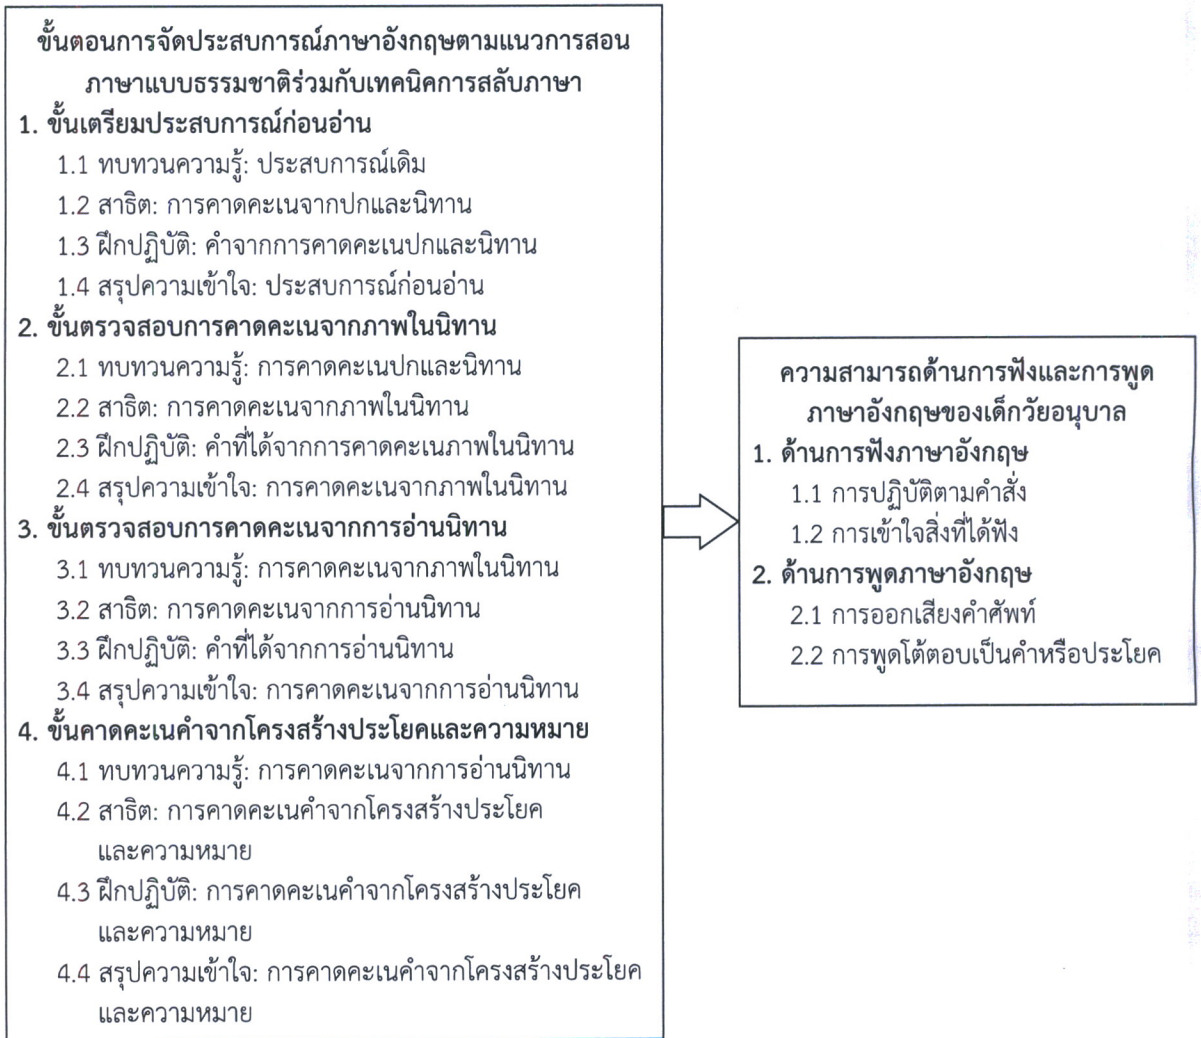 ขั้นตอนการจัดประสบการณ์ภาษาอังกฤษตามแนวการสอน
ภาษาแบบธรรมชาติร่วมกับเทคนิคการสลับภาษา
1. ขั้นเตรียมประสบการณ์ก่อนอ่าน
1.1 ทบทวนความรู้: ประสบการณ์เดิม
1.2 สาธิต: การคาดคะเนจากปกและนิทาน
1.3 ฝึกปฏิบัติ: คำจากการคาดคะเนปกและนิทาน
1.4 สรุปความเข้าใจ: ประสบการณ์ก่อนอ่าน
2. ขั้นตรวจสอบการคาดคะเนจากภาพในนิทาน
2.1 ทบทวนความรู้: การคาดคะเนปกและนิทาน
2.2 สาธิต: การคาดคะเนจากภาพในนิทาน
2.3 ฝึกปฏิบัติ: คำที่ได้จากการคาดคะเนภาพในนิทาน
2.4 สรุปความเข้าใจ: การคาดคะเนจากภาพในนิทาน
3. ขั้นตรวจสอบการคาดคะเนจากการอ่านนิทาน
3.1 ทบทวนความรู้: การคาดคะเนจากภาพในนิทาน
3.2 สาธิต: การคาดคะเนจากการอ่านนิทาน
3.3 ฝึกปฏิบัติ: คำที่ได้จากการอ่านนิทาน
3.4 สรุปความเข้าใจ: การคาดคะเนจากการอ่านนิทาน
4. ขั้นคาดคะเนคำจากโครงสร้างประโยคและความหมาย
4.1 ทบทวนความรู้: การคาดคะเนจากการอ่านนิทาน
4.2 สาธิต: การคาดคะเนคำจากโครงสร้างประโยค
และความหมาย
4.3 ฝึกปฏิบัติ: การคาดคะเนคำจากโครงสร้างประโยค
และความหมาย
4.4 สรุปความเข้าใจ: การคาดคะเนคำจากโครงสร้างประโยค
และความหมาย
ความสามารถด้านการฟังและการพูด
ภาษาอังกฤษของเด็กวัยอนุบาล
1. ด้านการฟังภาษาอังกฤษ
1.1 การปฏิบัติตามคำสั่ง
1.2 การเข้าใจสิ่งที่ได้ฟัง
2. ด้านการพูดภาษาอังกฤษ
2.1 การออกเสียงคำศัพท์
2.2 การพูดโต้ตอบเป็นคำหรือประโยค